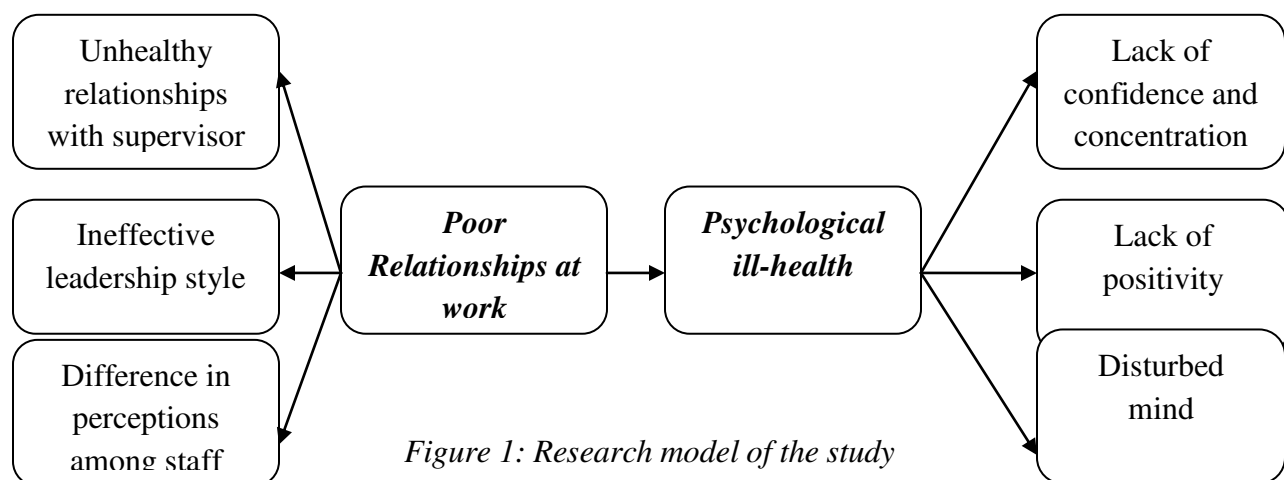 Unhealthy
relationships
with supervisor
Ineffective
leadership style
Difference in
perceptions
among staff
Poor
Relationships at
work
Psychological
ill-health
Lack of
confidence and
concentration
Lack of
positivity
Disturbed
mind
Figure 1: Research model of the study